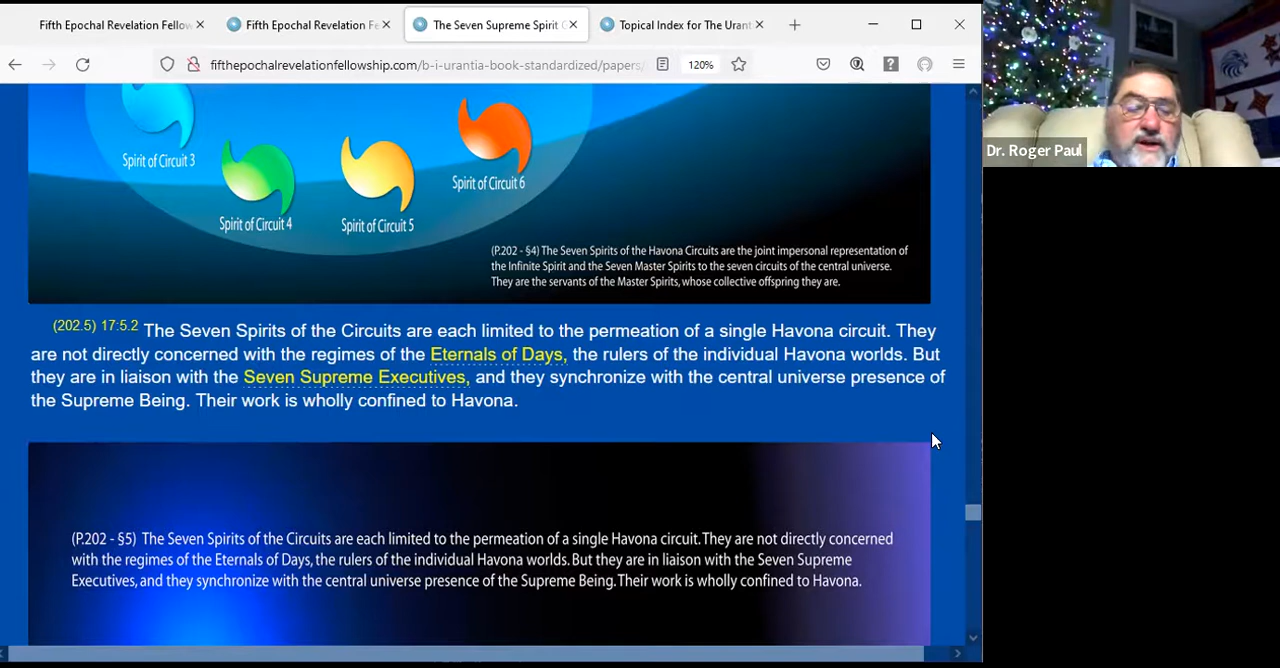 Fifth Epochal Revelation Fellow
Fifth Epochal Revelation Fe
The Seven Supreme Spirit G
Topical Index for The Urant
fifthepochalrevelationfellowship.com/b-i-urantia-book-standardized/papers/
120%
Dr. Roger Paul
Spirit of Circuit 3
Spirit of Circuit 6
Spirit of Circuit 4
Spirit of Circuit 5
(P.202 - §4) The Seven Spirits of the Havona Circuits are the joint impersonal representation of
the Infinite Spirit and the Seven Master Spirits to the seven circuits of the central universe.
They are the servants of the Master Spirits, whose collective offspring they are.
(202.5) 17:5.2 The Seven Spirits of the Circuits are each limited to the permeation of a single Havona circuit. They
are not directly concerned with the regimes of the Eternals of Days, the rulers of the individual Havona worlds. But
they are in liaison with the Seven Supreme Executives, and they synchronize with the central universe presence of
the Supreme Being. Their work is wholly confined to Havona.
(P.202 - §5) The Seven Spirits of the Circuits are each limited to the permeation of a single Havona circuit. They are not directly concerned
with the regimes of the Eternals of Days, the rulers of the individual Havona worlds. But they are in liaison with the Seven Supreme
Executives, and they synchronize with the central universe presence of the Supreme Being. Their work is wholly confined to Havona.